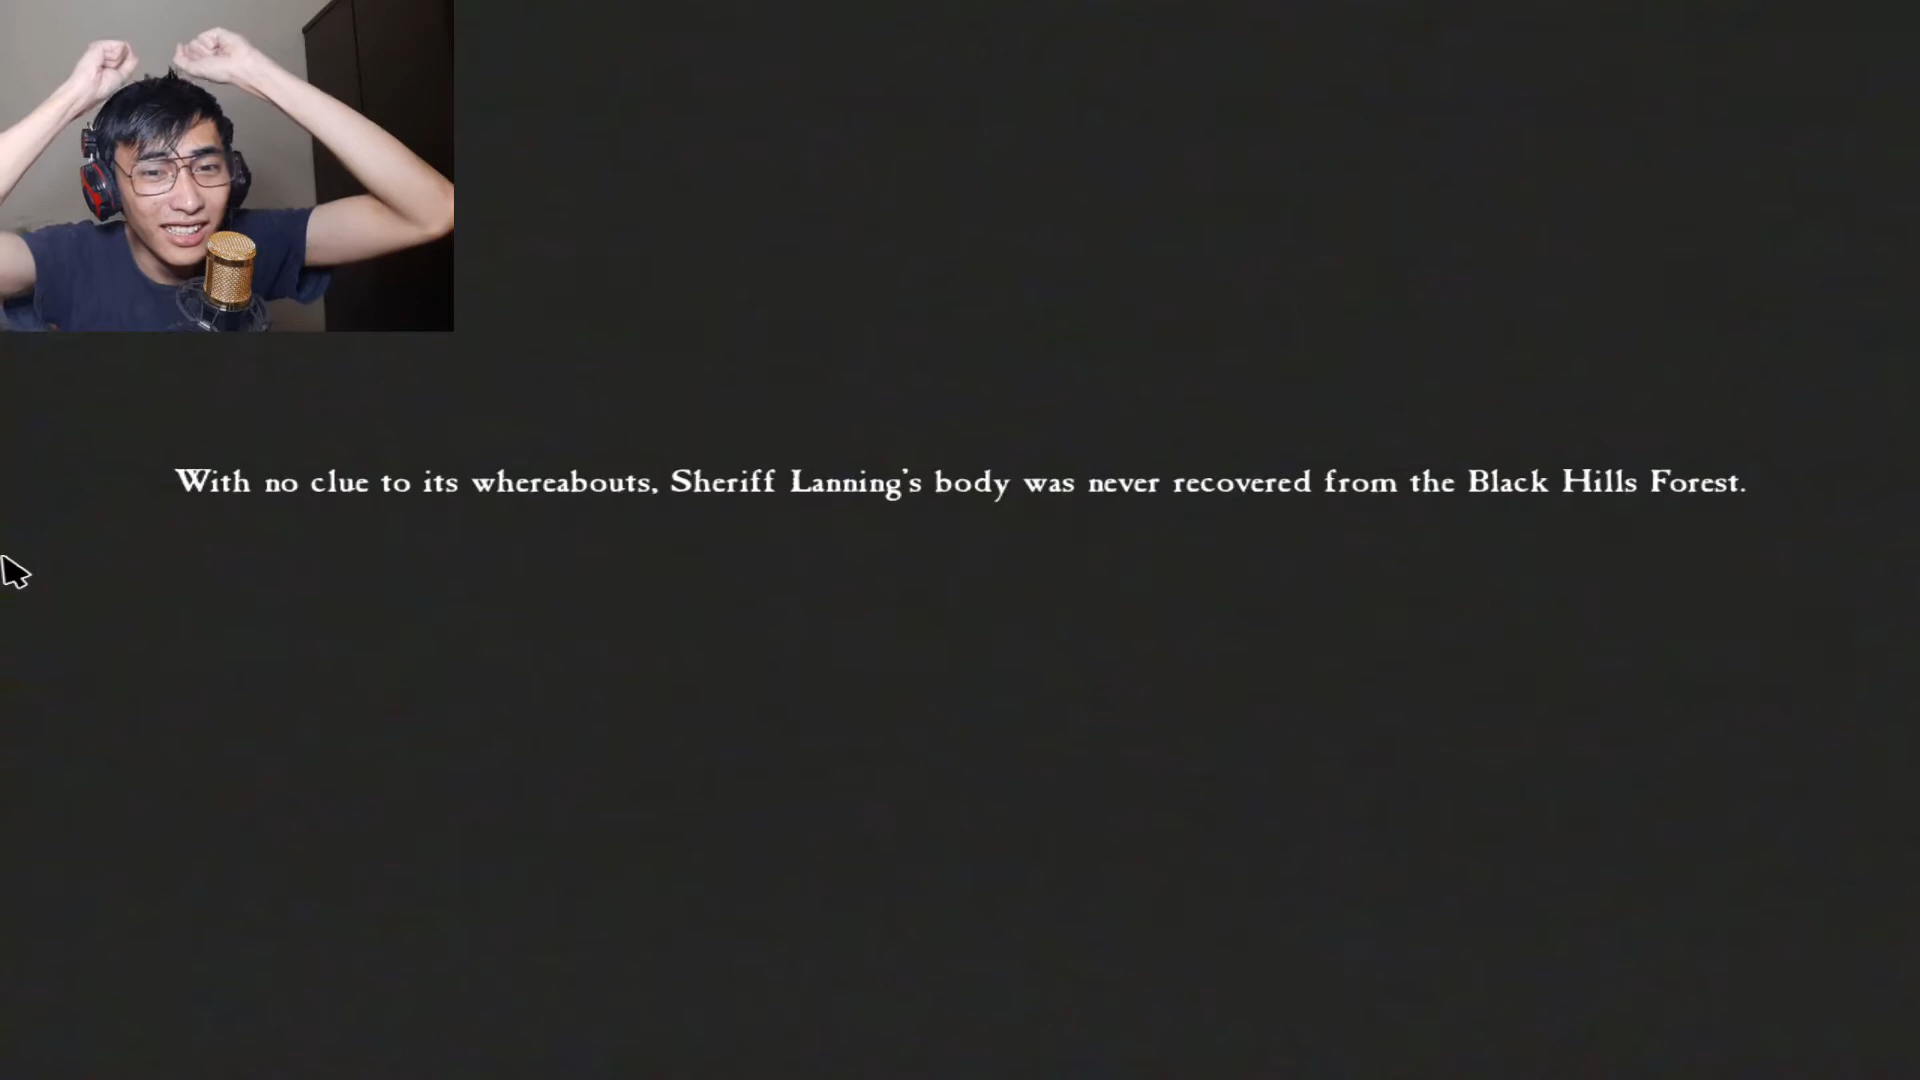 With no clue to its whereabouts, Sheriff Lanning's body was never recovered from the Black Hills Forest.